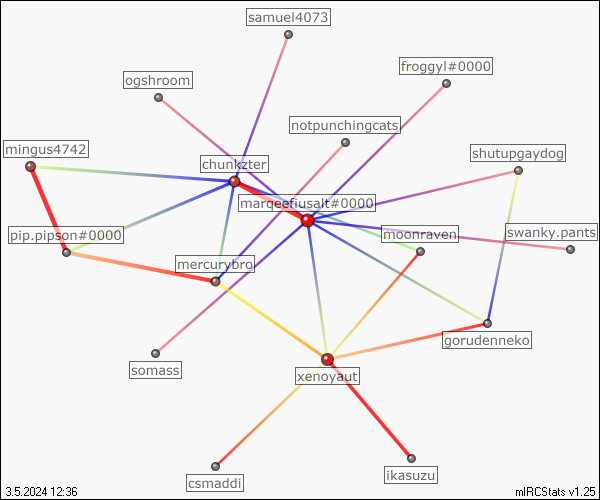 samuel4073
froggyl#0000
ogshroom
notpunchingcats
mingus4742
chunkzter
shutupgaydog
marqeefiusalt#0000
pip.pipson#0000
moonraven
swanky.pants
mercurybro
gorudenneko
somass
xenoyaut
csmaddi
ikasuzu
3.5.2024 12:36
mIRCStats v1.25